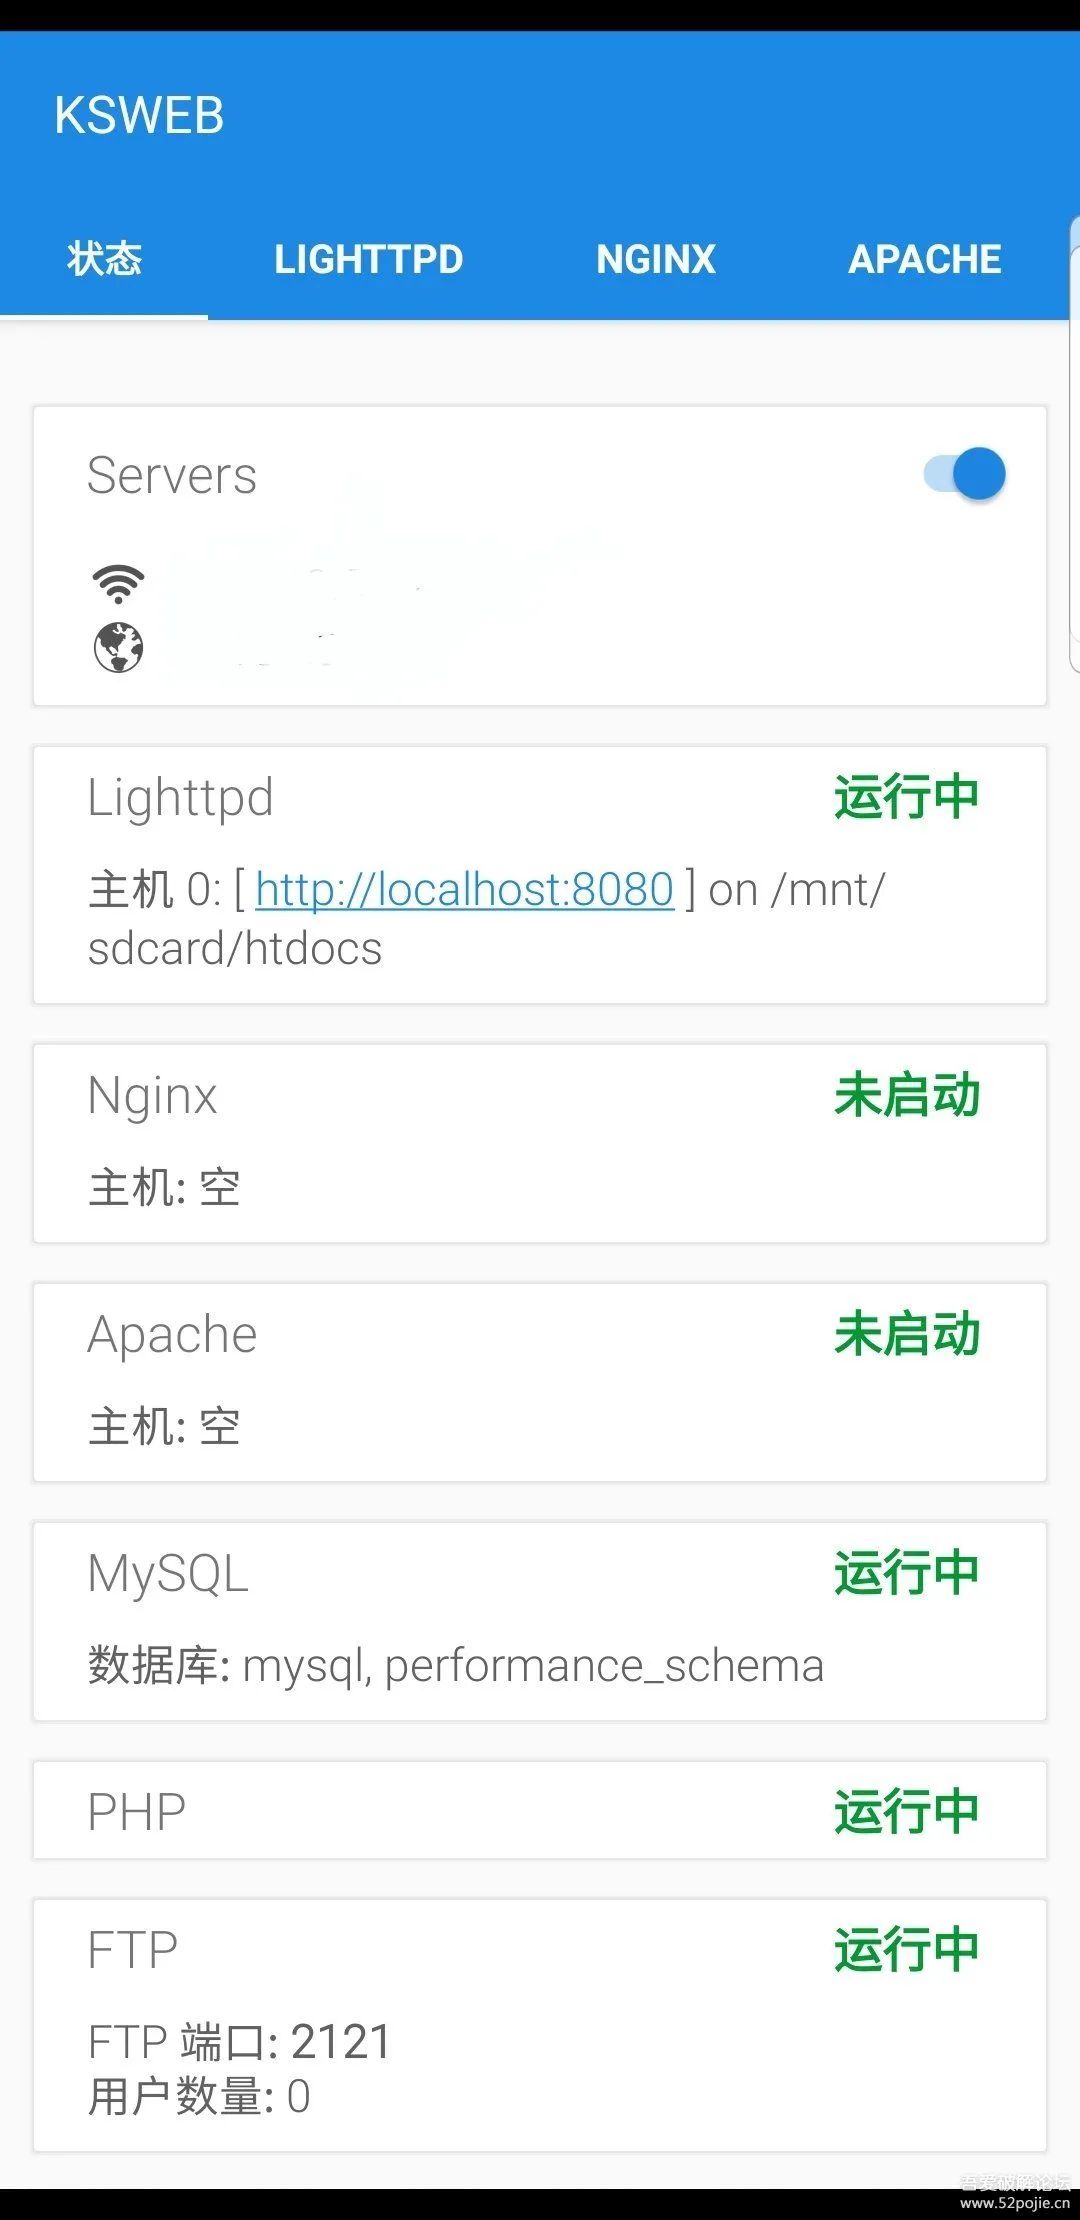 KSWEB
状态 LIGHTTPD NGINX APACHE
Servers
Lighttpd 运行中
主机 0: [ http://localhost:8080 ] on /mnt/
sdcard/htdocs
Nginx 未启动
主机: 空
Apache 未启动
主机: 空
MySQL 运行中
数据库: mysql, performance_schema
PHP 运行中
FTP 运行中
FTP 端口: 2121
用户数量: 0
吾爱破解论坛
www.52pojie.cn